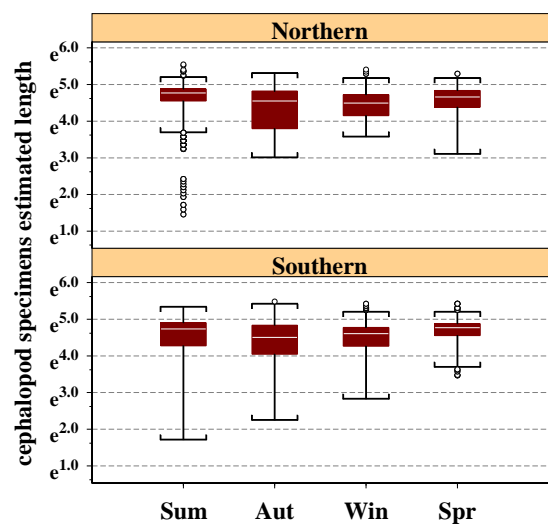 Northern
e6.0
e5.0
e4.0
e3.0
e2.0
e1.0
Southern
e6.0
e5.0
e4.0
e3.0
e2.0
e1.0
cephalopod specimens estimated length
Sum Aut Win Spr